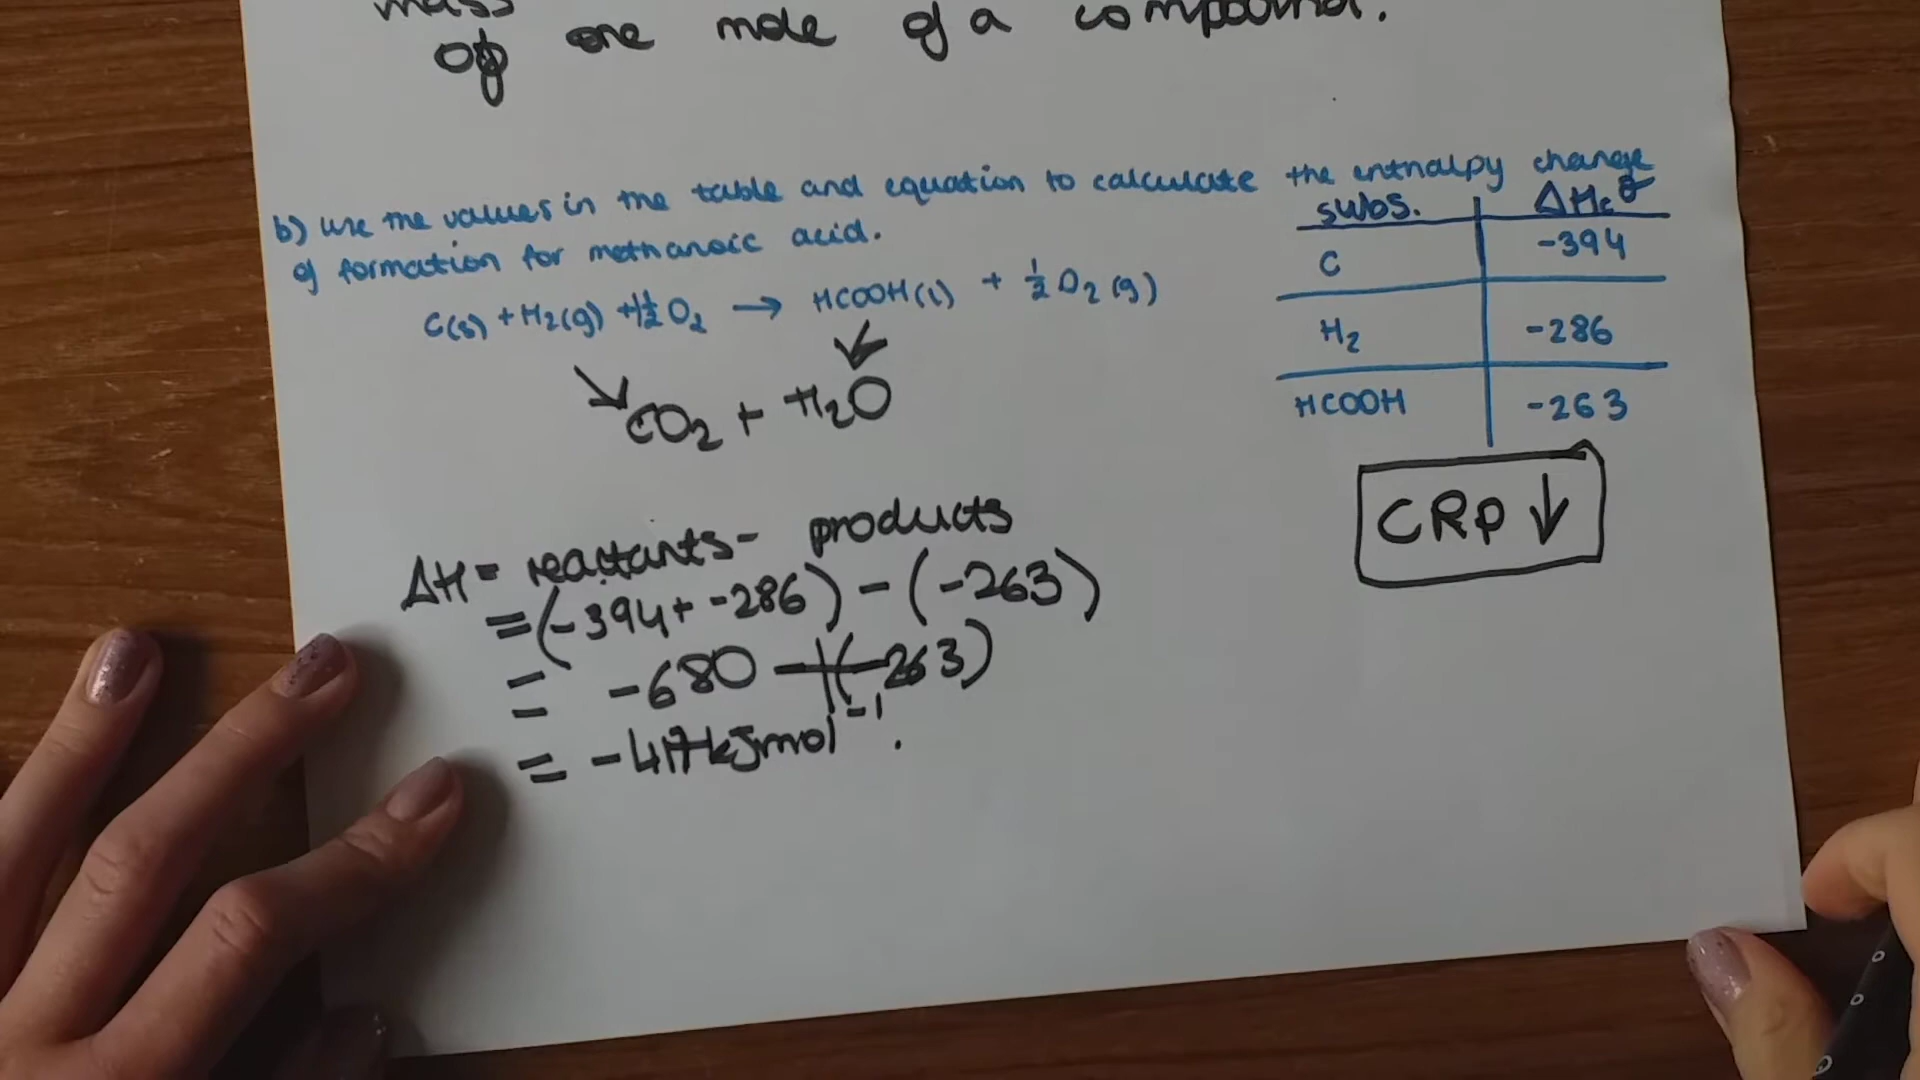 mass
of one mole of a compound.
b) use the values in the table and equation to calculate the enthalpy change
of formation for methanoic acid.
C(s) + H₂(g) + 1½ O₂ → HCOOH(l) + ½ O₂ (g)
CO₂ + H₂O
subs. ΔHc⦵
C -394
H₂ -286
HCOOH -263
CRP ↓
ΔH = reactants - products
= (-394 + -286) - (-263)
= -680 + (-263)
= -417 kJmol⁻¹.